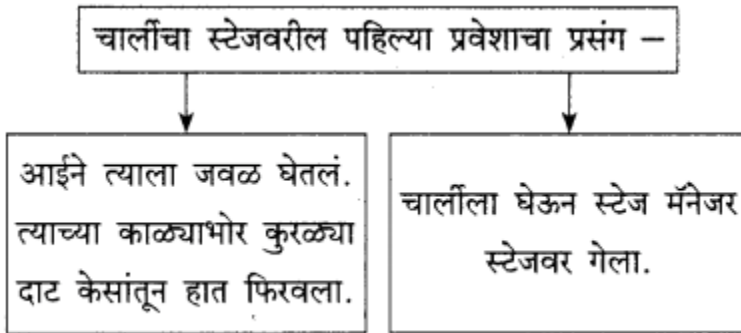 चार्लीचा स्टेजवरील पहिल्या प्रवेशाचा प्रसंग –
आईने त्याला जवळ घेतलं.
त्याच्या काळ्याभोर कुरळ्या
दाट केसांतून हात फिरवला.
चार्लीला घेऊन स्टेज मॅनेजर
स्टेजवर गेला.